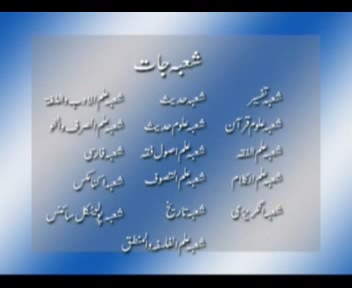 شعبہ جات
شعبہ تفسیر شعبہ حدیث شعبہ علم الادب واللغۃ
شعبہ علوم قرآن شعبہ علوم حدیث شعبہ علم الصرف والنحو
شعبہ علم الفقہ شعبہ علم اصول فقہ شعبہ فارسی
شعبہ علم الکلام شعبہ علم التصوف شعبہ اکنامکس
شعبہ انگریزی شعبہ تاریخ شعبہ پولیٹیکل سائنس
شعبہ علم الفلسفہ والمنطق